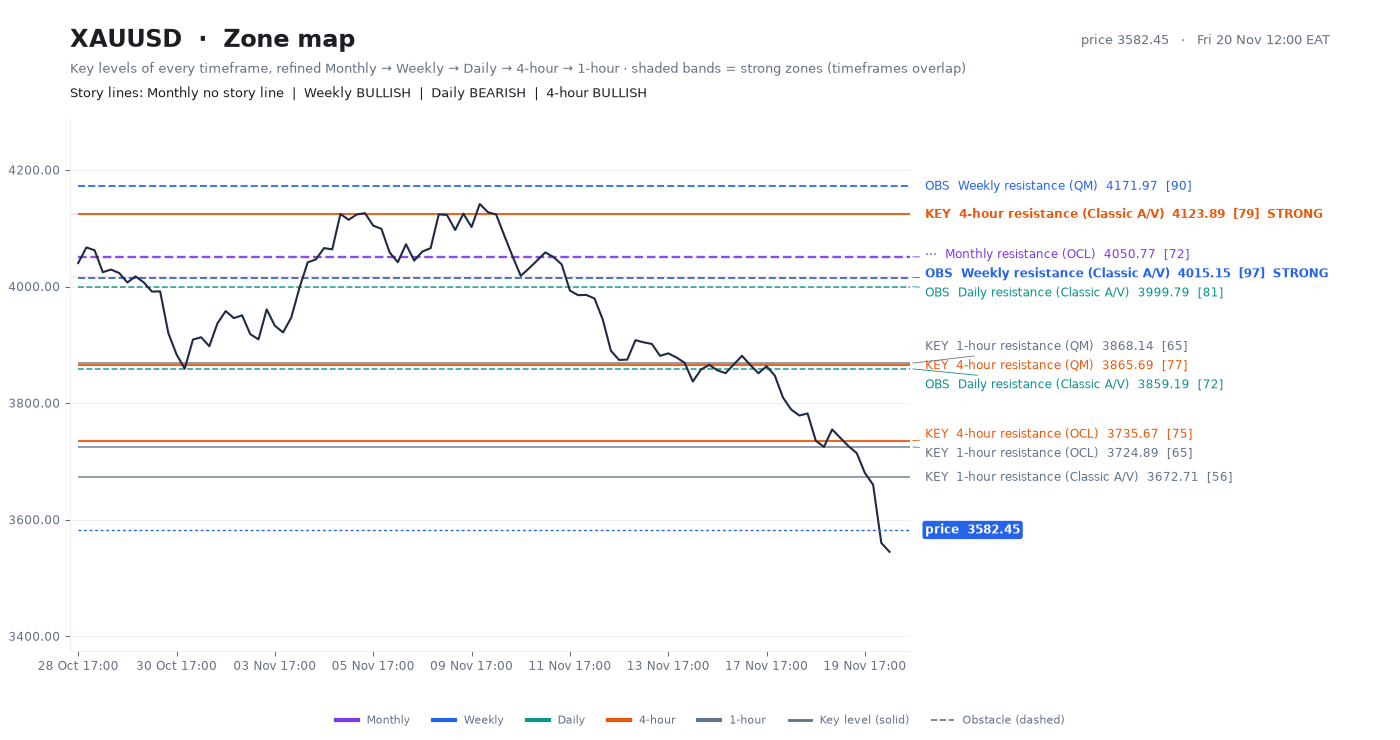 XAUUSD · Zone map
price 3582.45 · Fri 20 Nov 12:00 EAT
Key levels of every timeframe, refined Monthly → Weekly → Daily → 4-hour → 1-hour · shaded bands = strong zones (timeframes overlap)
Story lines: Monthly no story line | Weekly BULLISH | Daily BEARISH | 4-hour BULLISH
4200.00
4000.00
3800.00
3600.00
3400.00
OBS Weekly resistance (QM) 4171.97 [90]
KEY 4-hour resistance (Classic A/V) 4123.89 [79] STRONG
··· Monthly resistance (OCL) 4050.77 [72]
OBS Weekly resistance (Classic A/V) 4015.15 [97] STRONG
OBS Daily resistance (Classic A/V) 3999.79 [81]
KEY 1-hour resistance (QM) 3868.14 [65]
KEY 4-hour resistance (QM) 3865.69 [77]
OBS Daily resistance (Classic A/V) 3859.19 [72]
KEY 4-hour resistance (OCL) 3735.67 [75]
KEY 1-hour resistance (OCL) 3724.89 [65]
KEY 1-hour resistance (Classic A/V) 3672.71 [56]
price 3582.45
28 Oct 17:00 30 Oct 17:00 03 Nov 17:00 05 Nov 17:00 09 Nov 17:00 11 Nov 17:00 13 Nov 17:00 17 Nov 17:00 19 Nov 17:00
Monthly Weekly Daily 4-hour 1-hour Key level (solid) Obstacle (dashed)